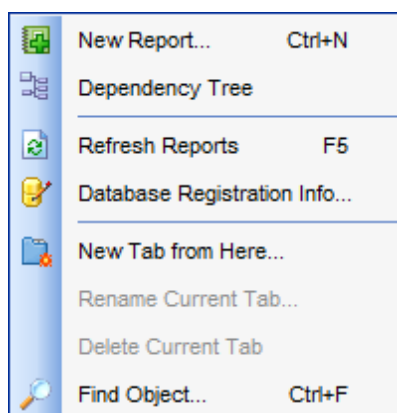 New Report... Ctrl+N
Dependency Tree
Refresh Reports F5
Database Registration Info...
New Tab from Here...
Rename Current Tab...
Delete Current Tab
Find Object... Ctrl+F